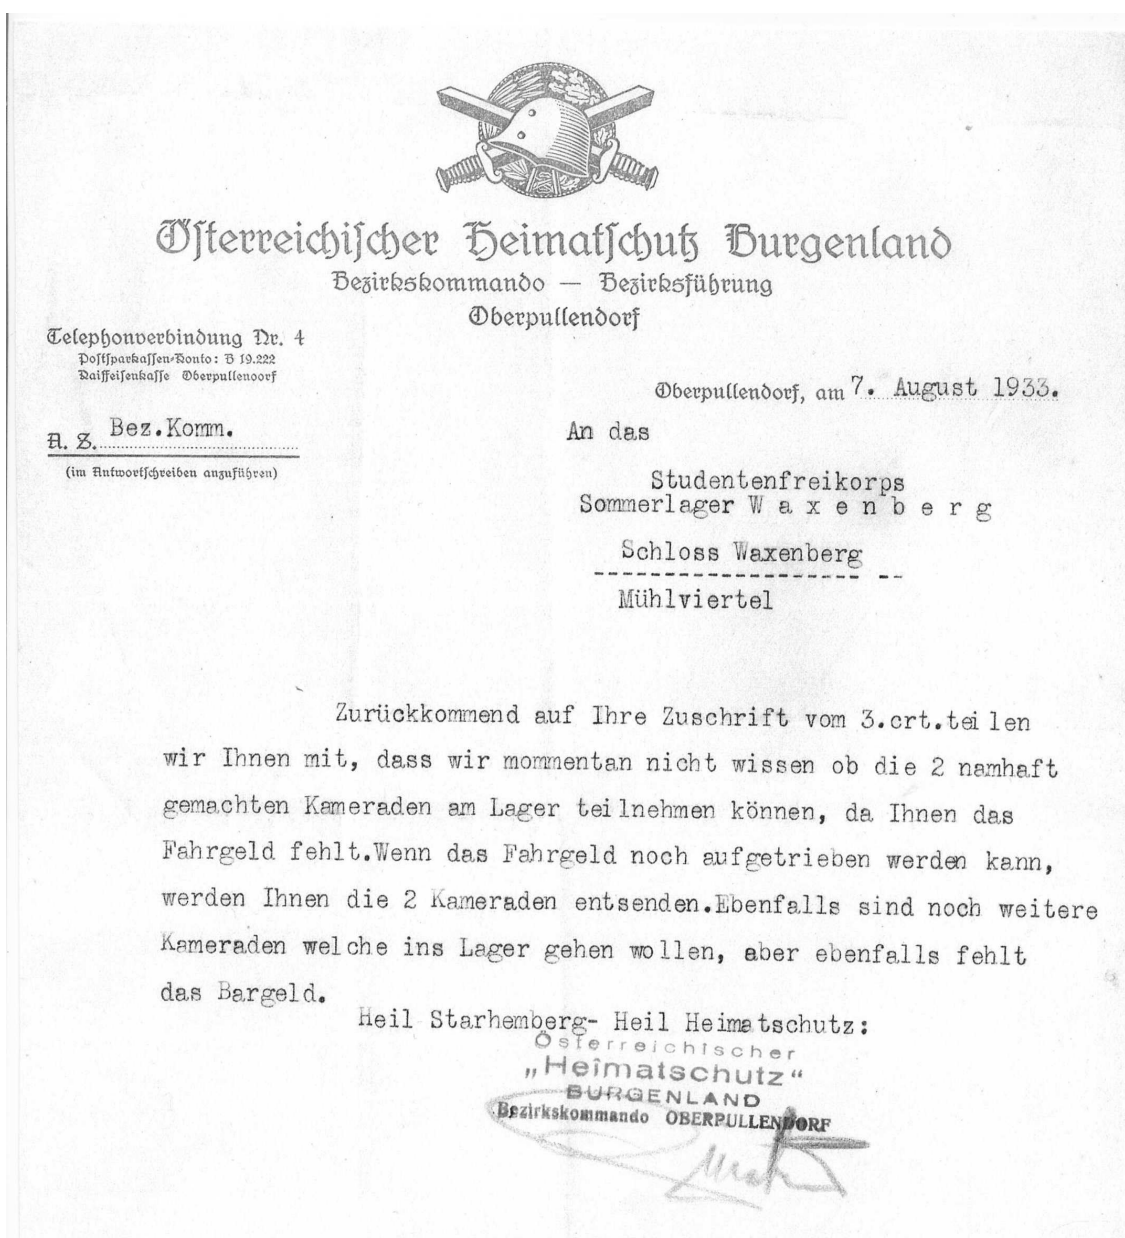 Österreichischer Heimatschutz Burgenland
Bezirkskommando — Bezirksführung
Oberpullendorf
Telephonverbindung Nr. 4
Postsparkassen-Konto: B 19.222
Raiffeisenkasse Oberpullenoorf
Oberpullendorf, am 7. August 1933.
A. Z. Bez.Komm.
(im Antwortschreiben anzuführen)
An das
Studentenfreikorps
Sommerlager W a x e n b e r g
Schloss Waxenberg
------------------- --
Mühlviertel
Zurückkommend auf Ihre Zuschrift vom 3.crt.teilen
wir Ihnen mit, dass wir mommentan nicht wissen ob die 2 namhaft
gemachten Kameraden am Lager teilnehmen können, da Ihnen das
Fahrgeld fehlt.Wenn das Fahrgeld noch aufgetrieben werden kann,
werden Ihnen die 2 Kameraden entsenden.Ebenfalls sind noch weitere
Kameraden welche ins Lager gehen wollen, aber ebenfalls fehlt
das Bargeld.
Heil Starhemberg- Heil Heimatschutz:
Österreichischer
„Heimatschutz“
BURGENLAND
Bezirkskommando OBERPULLENDORF